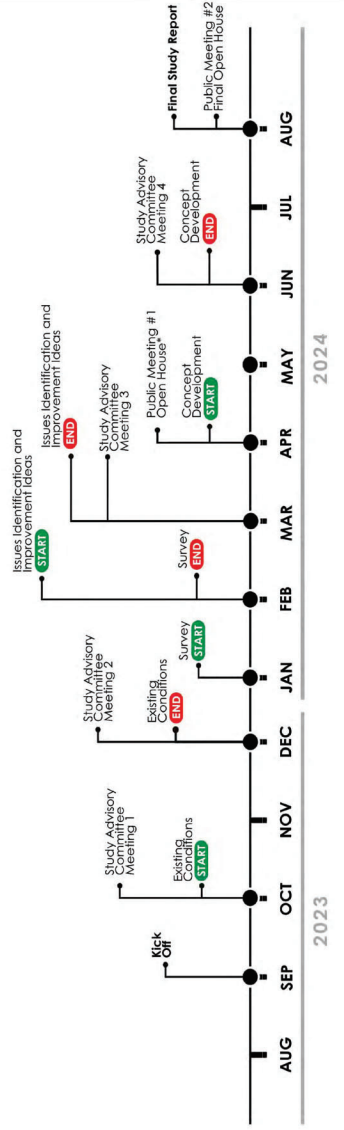 Kick
Off
Study Advisory
Committee
Meeting 1
Existing
Conditions
START
Study Advisory
Committee
Meeting 2
Existing
Conditions
END
Survey
START
Issues Identification and
Improvement Ideas
START
Survey
END
Issues Identification and
Improvement Ideas
END
Study Advisory
Committee
Meeting 3
Public Meeting #1
Open House*
Concept
Development
START
Study Advisory
Committee
Meeting 4
Concept
Development
END
Final Study Report
Public Meeting #2
Final Open House
AUG SEP OCT NOV DEC JAN FEB MAR APR MAY JUN JUL AUG
2023 2024